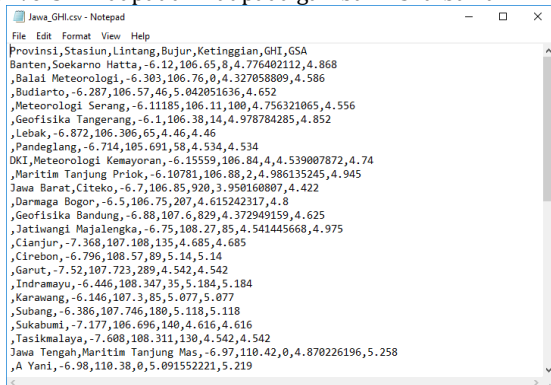 Jawa_GHI.csv - Notepad
File Edit Format View Help
Provinsi,Stasiun,Lintang,Bujur,Ketinggian,GHI,GSA
Banten,Soekarno Hatta,-6.12,106.65,8,4.776402112,4.868
,Balai Meteorologi,-6.303,106.76,0,4.327058809,4.586
,Budiarto,-6.287,106.57,46,5.042051636,4.652
,Meteorologi Serang,-6.11185,106.11,100,4.756321065,4.556
,Geofisika Tangerang,-6.1,106.38,14,4.978784285,4.852
,Lebak,-6.872,106.306,65,4.46,4.46
,Pandeglang,-6.714,105.691,58,4.534,4.534
DKI,Meteorologi Kemayoran,-6.15559,106.84,4,4.539007872,4.74
,Maritim Tanjung Priok,-6.10781,106.88,2,4.986135245,4.945
Jawa Barat,Citeko,-6.7,106.85,920,3.950160807,4.422
,Darmaga Bogor,-6.5,106.75,207,4.615242317,4.8
,Geofisika Bandung,-6.88,107.6,829,4.372949159,4.625
,Jatiwangi Majalengka,-6.75,108.27,85,4.541445668,4.975
,Cianjur,-7.368,107.108,135,4.685,4.685
,Cirebon,-6.796,108.57,89,5.14,5.14
,Garut,-7.52,107.723,289,4.542,4.542
,Indramayu,-6.446,108.347,35,5.184,5.184
,Karawang,-6.146,107.3,85,5.077,5.077
,Subang,-6.386,107.746,180,5.118,5.118
,Sukabumi,-7.177,106.696,140,4.616,4.616
,Tasikmalaya,-7.608,108.311,130,4.542,4.542
Jawa Tengah,Maritim Tanjung Mas,-6.97,110.42,0,4.870226196,5.258
,A Yani,-6.98,110.38,0,5.091552221,5.219